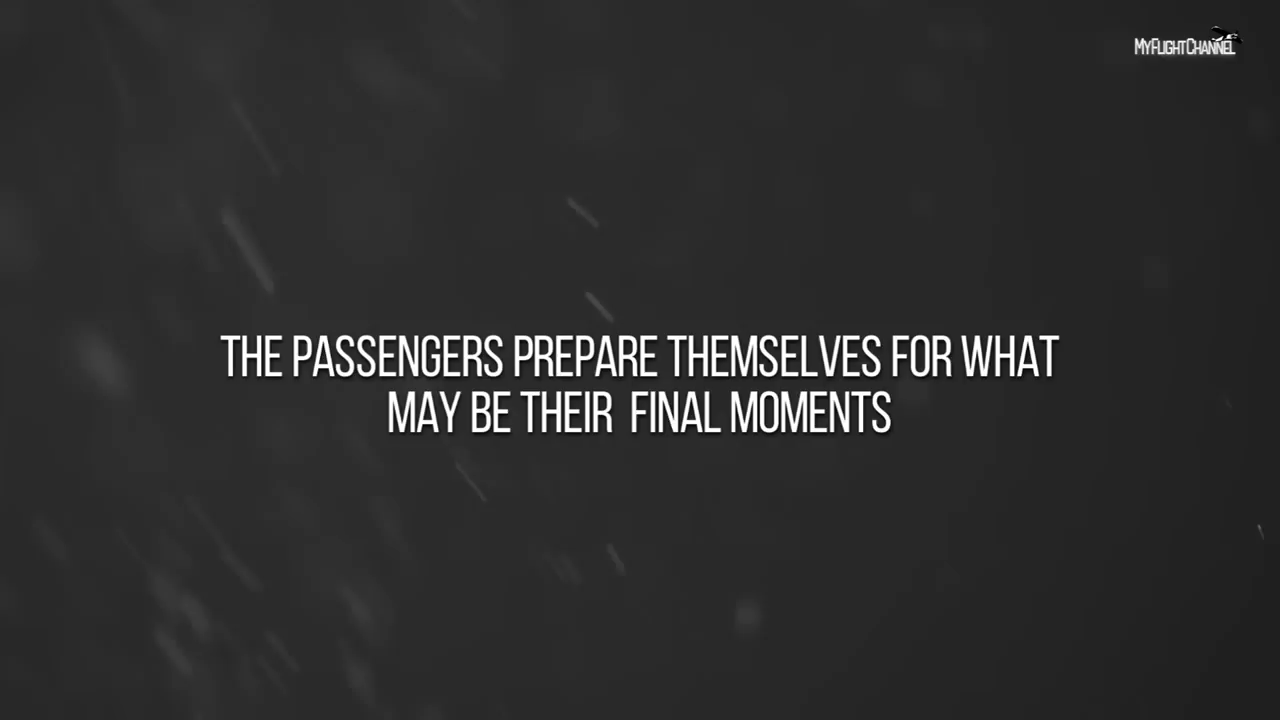 MYFLIGHTCHANNEL
THE PASSENGERS PREPARE THEMSELVES FOR WHAT
MAY BE THEIR FINAL MOMENTS